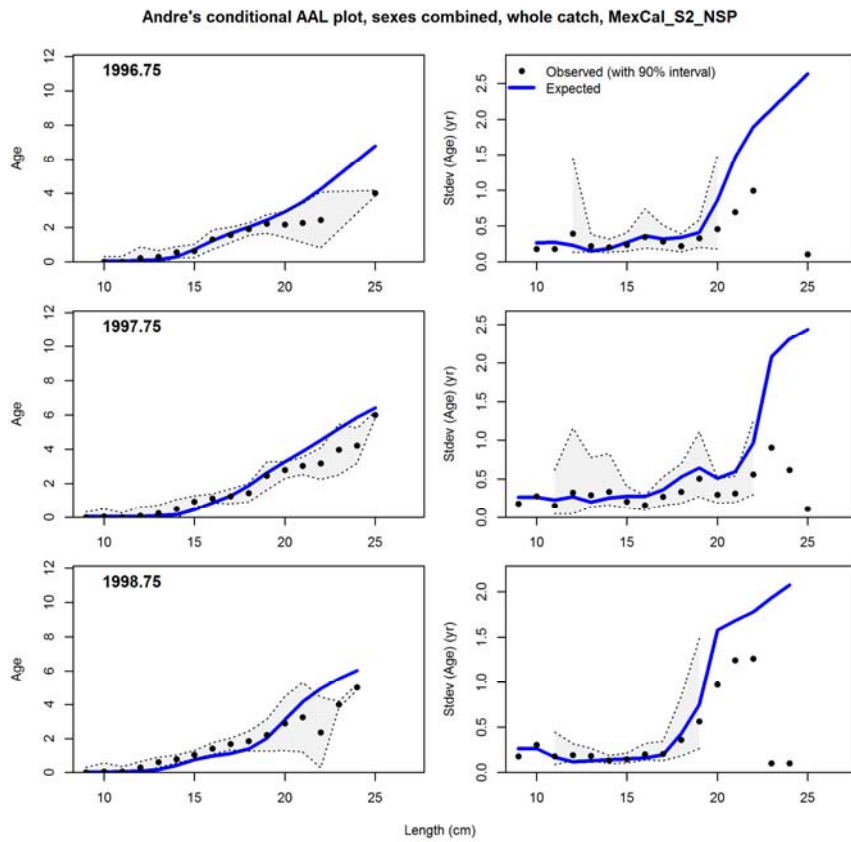 Andre's conditional AAL plot, sexes combined, whole catch, MexCal_S2_NSP
1996.75
Age
0 2 4 6 8 10 12
10 15 20 25
Observed (with 90% interval)
Expected
Stdev (Age) (yr)
0.0 0.5 1.0 1.5 2.0 2.5
10 15 20 25
1997.75
Age
0 2 4 6 8 10 12
10 15 20 25
Stdev (Age) (yr)
0.0 0.5 1.0 1.5 2.0 2.5
10 15 20 25
1998.75
Age
0 2 4 6 8 10 12
10 15 20 25
Stdev (Age) (yr)
0.0 0.5 1.0 1.5 2.0
10 15 20 25
Length (cm)